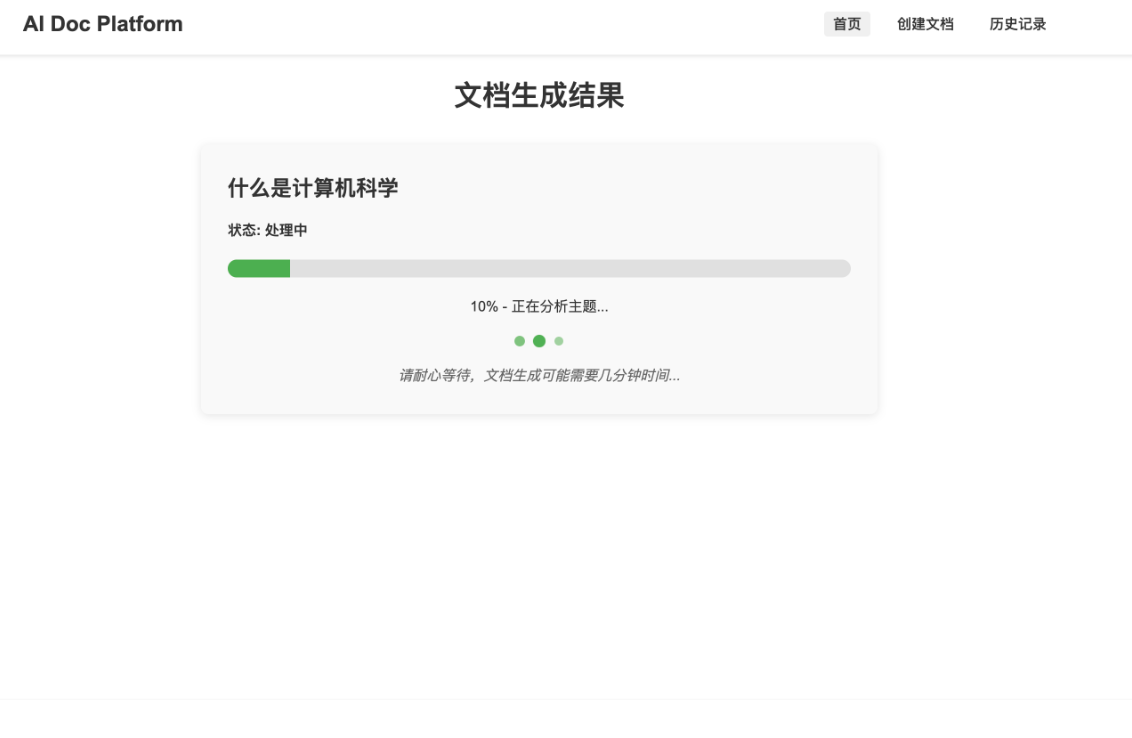 AI Doc Platform
首页 创建文档 历史记录
文档生成结果
什么是计算机科学
状态: 处理中
10% - 正在分析主题...
请耐心等待，文档生成可能需要几分钟时间...